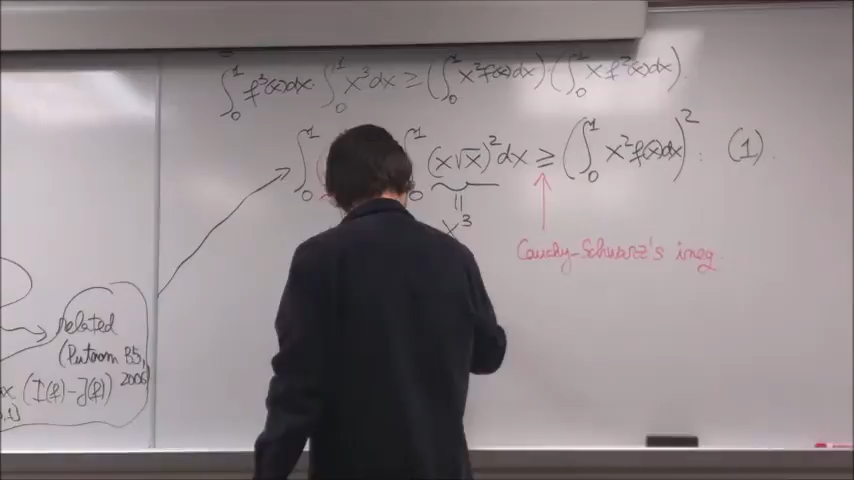 ∫₀¹ f³(x)dx · ∫₀¹ x³dx ≥ (∫₀¹ x²f(x)dx)(∫₀¹ xf²(x)dx).
∫₀¹ ( ∫₀¹ (x√x)²dx ≥ (∫₀¹ x²f(x)dx)². (1).
||
x³
Cauchy-Schwarz's ineq.
related
(Putnam B5,
2006
(I(f)-J(f))